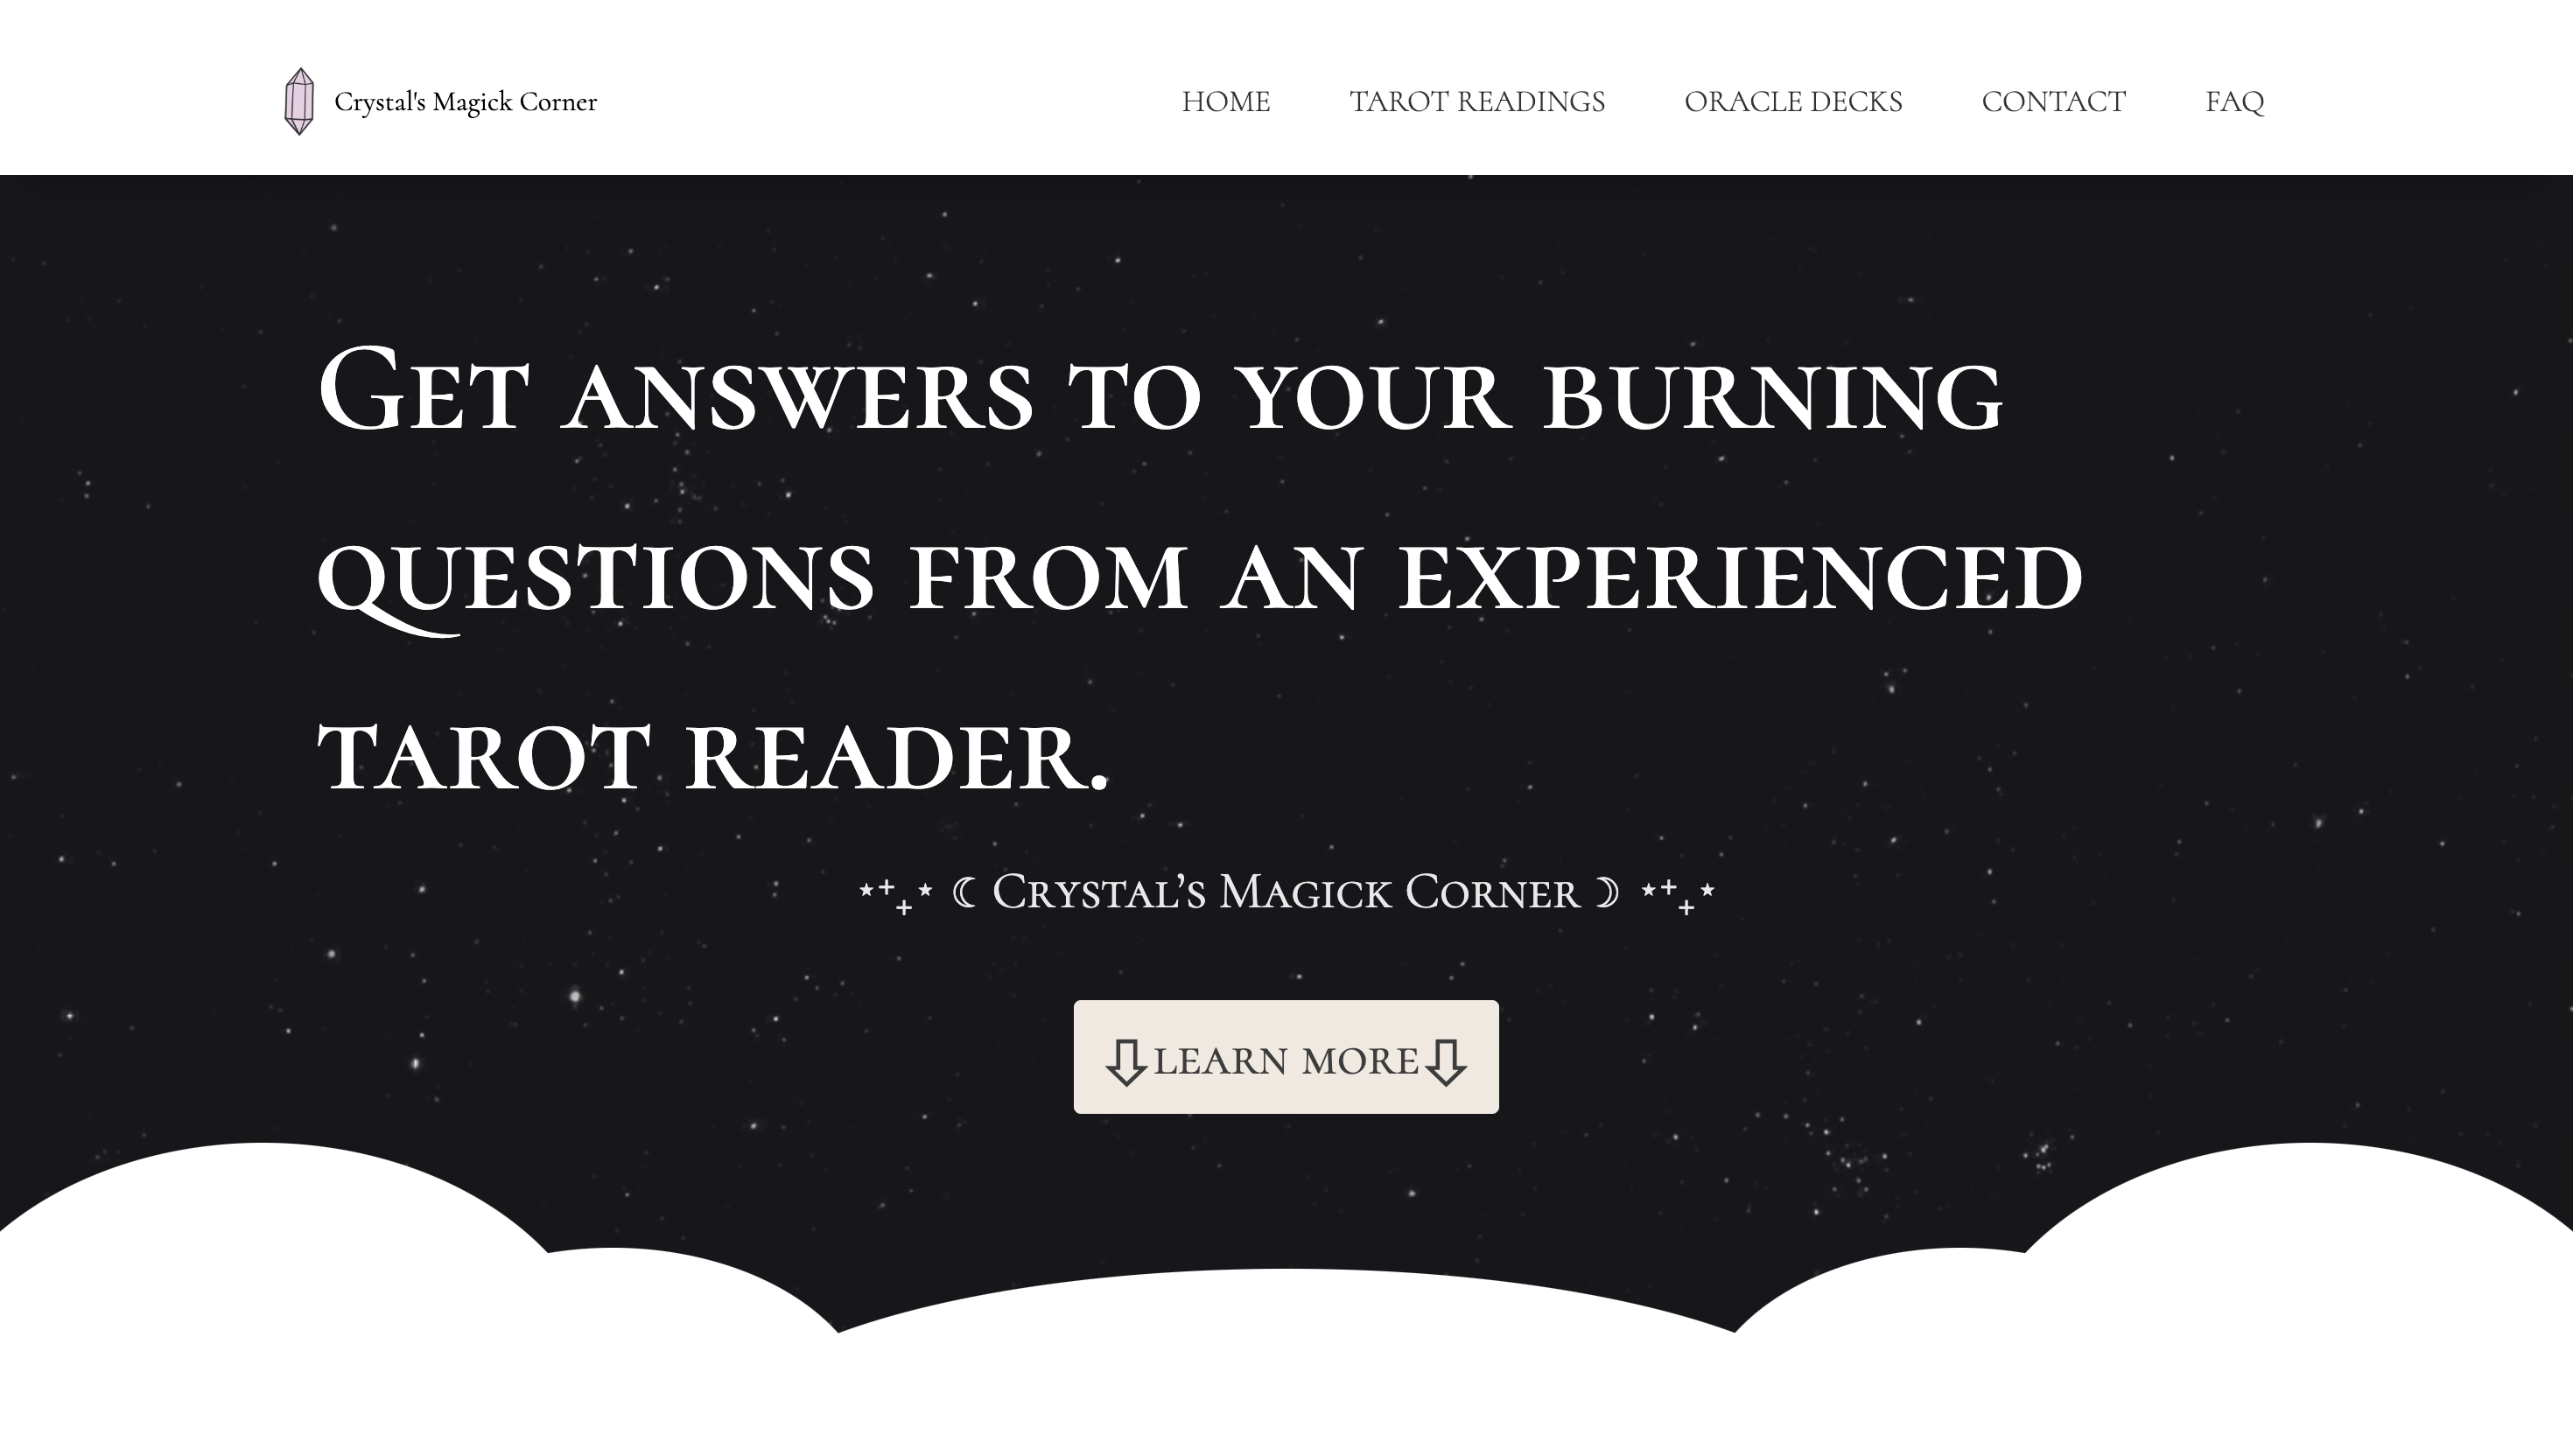 Crystal's Magick Corner
HOME TAROT READINGS ORACLE DECKS CONTACT FAQ
Get answers to your burning
questions from an experienced
tarot reader.
⋆⁺₊⋆ ☾ Crystal’s Magick Corner ☽ ⋆⁺₊⋆
⇩learn more⇩